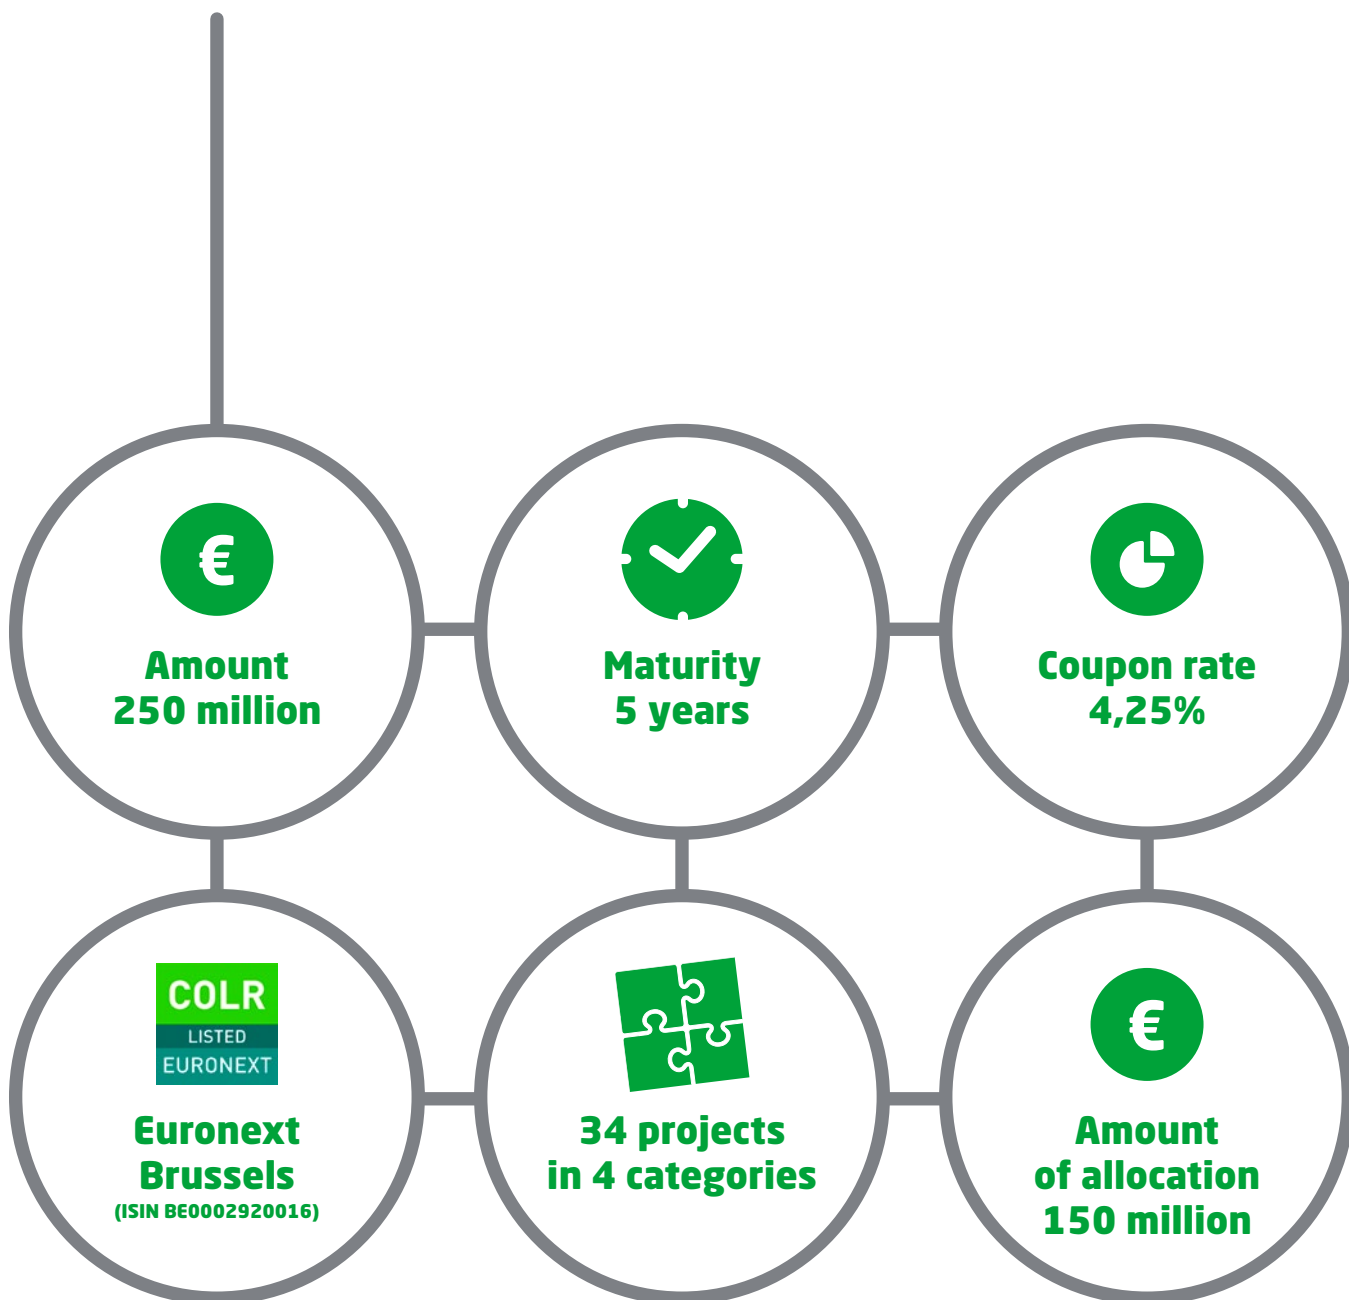 €
Amount
250 million
Maturity
5 years
Coupon rate
4,25%
COLR
LISTED
EURONEXT
Euronext
Brussels
(ISIN BE0002920016)
34 projects
in 4 categories
€
Amount
of allocation
150 million